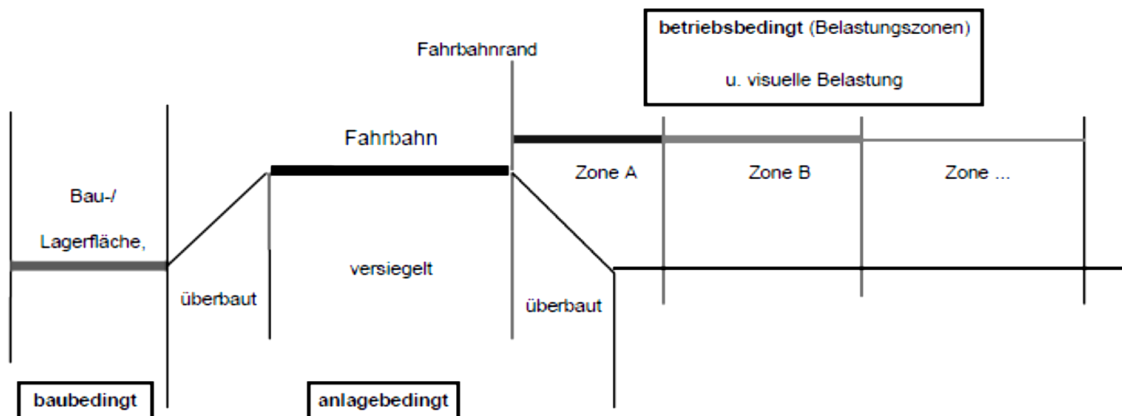 betriebsbedingt (Belastungszonen)
u. visuelle Belastung
Fahrbahnrand
Fahrbahn
Zone A
Zone B
Zone ...
Bau-/
Lagerfläche,
versiegelt
überbaut
überbaut
baubedingt
anlagebedingt